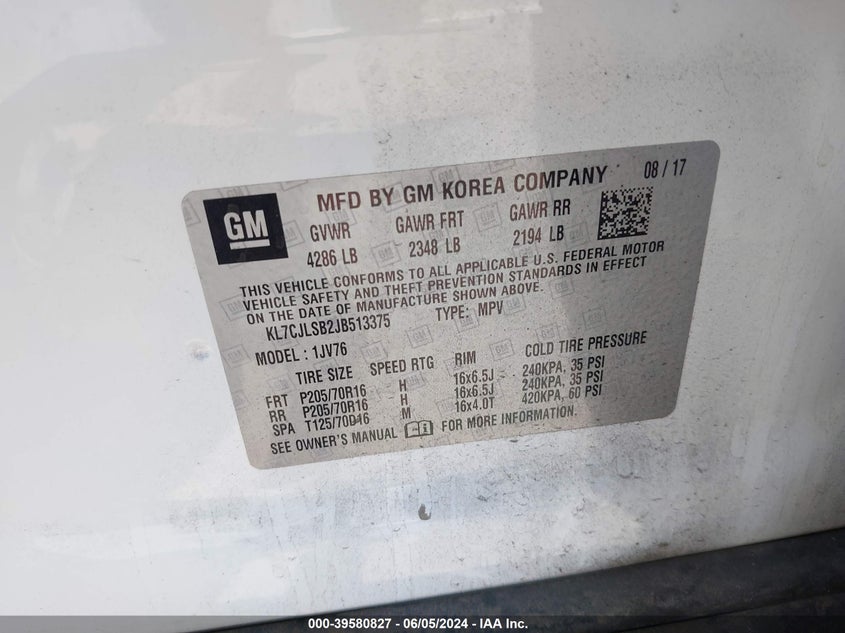 GM
MFD BY GM KOREA COMPANY 08 / 17
GVWR GAWR FRT GAWR RR
4286 LB 2348 LB 2194 LB
THIS VEHICLE CONFORMS TO ALL APPLICABLE U.S. FEDERAL MOTOR
VEHICLE SAFETY AND THEFT PREVENTION STANDARDS IN EFFECT
ON THE DATE OF MANUFACTURE SHOWN ABOVE.
KL7CJLSB2JB513375 TYPE: MPV
MODEL : 1JV76
TIRE SIZE SPEED RTG RIM COLD TIRE PRESSURE
FRT P205/70R16 H 16x6.5J 240KPA, 35 PSI
RR P205/70R16 H 16x6.5J 240KPA, 35 PSI
SPA T125/70D16 M 16x4.0T 420KPA, 60 PSI
SEE OWNER'S MANUAL FOR MORE INFORMATION.
000-39580827 - 06/05/2024 - IAA Inc.